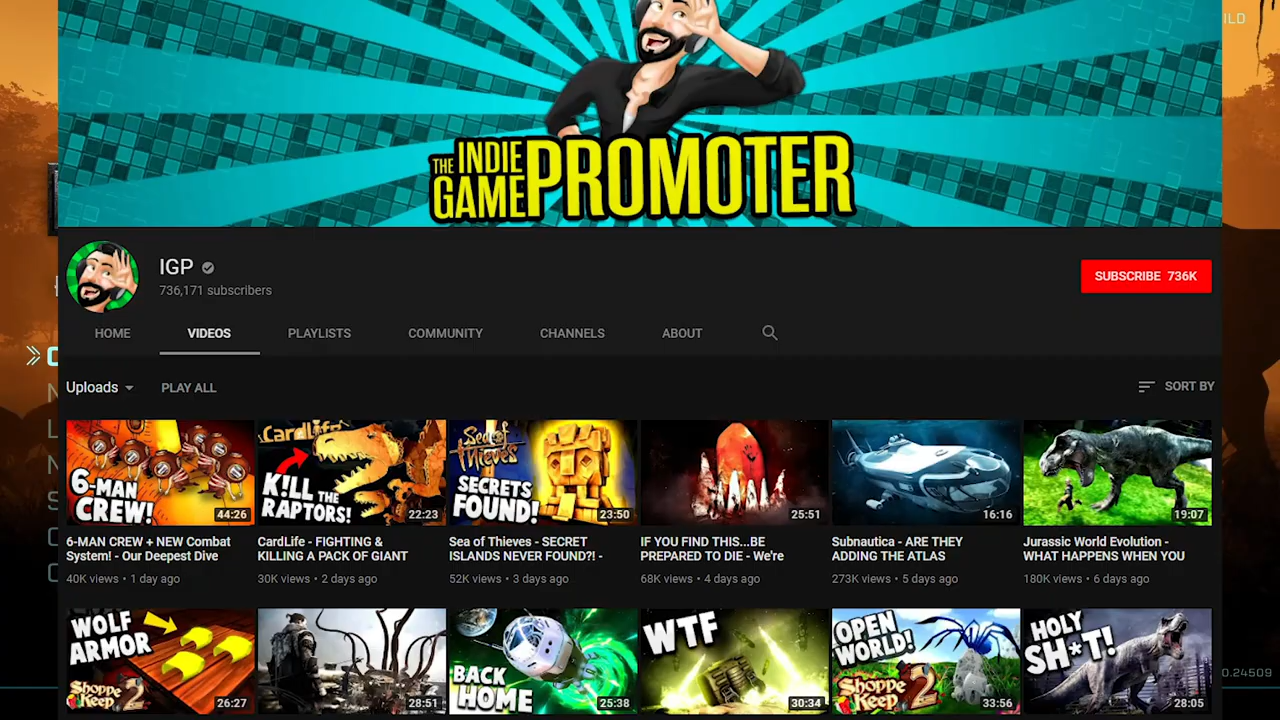 ILD
THE INDIE
GAME PROMOTER
IGP
736,171 subscribers
SUBSCRIBE 736K
HOME
VIDEOS
PLAYLISTS
COMMUNITY
CHANNELS
ABOUT
Uploads
PLAY ALL
SORT BY
6-MAN
CREW!
44:26
CardLife
K!LL THE
RAPTORS!
22:23
Sea of
Thieves
SECRETS
FOUND!
23:50
25:51
16:16
19:07
6-MAN CREW + NEW Combat
System! - Our Deepest Dive
40K views • 1 day ago
CardLife - FIGHTING &
KILLING A PACK OF GIANT
30K views • 2 days ago
Sea of Thieves - SECRET
ISLANDS NEVER FOUND?! -
52K views • 3 days ago
IF YOU FIND THIS...BE
PREPARED TO DIE - We're
68K views • 4 days ago
Subnautica - ARE THEY
ADDING THE ATLAS
273K views • 5 days ago
Jurassic World Evolution -
WHAT HAPPENS WHEN YOU
180K views • 6 days ago
WOLF
ARMOR
Shoppe
Keep 2
26:27
28:51
BACK
HOME
25:38
WTF
30:34
OPEN
WORLD!
Shoppe
Keep 2
33:56
HOLY
SH*T!
28:05
0.24509